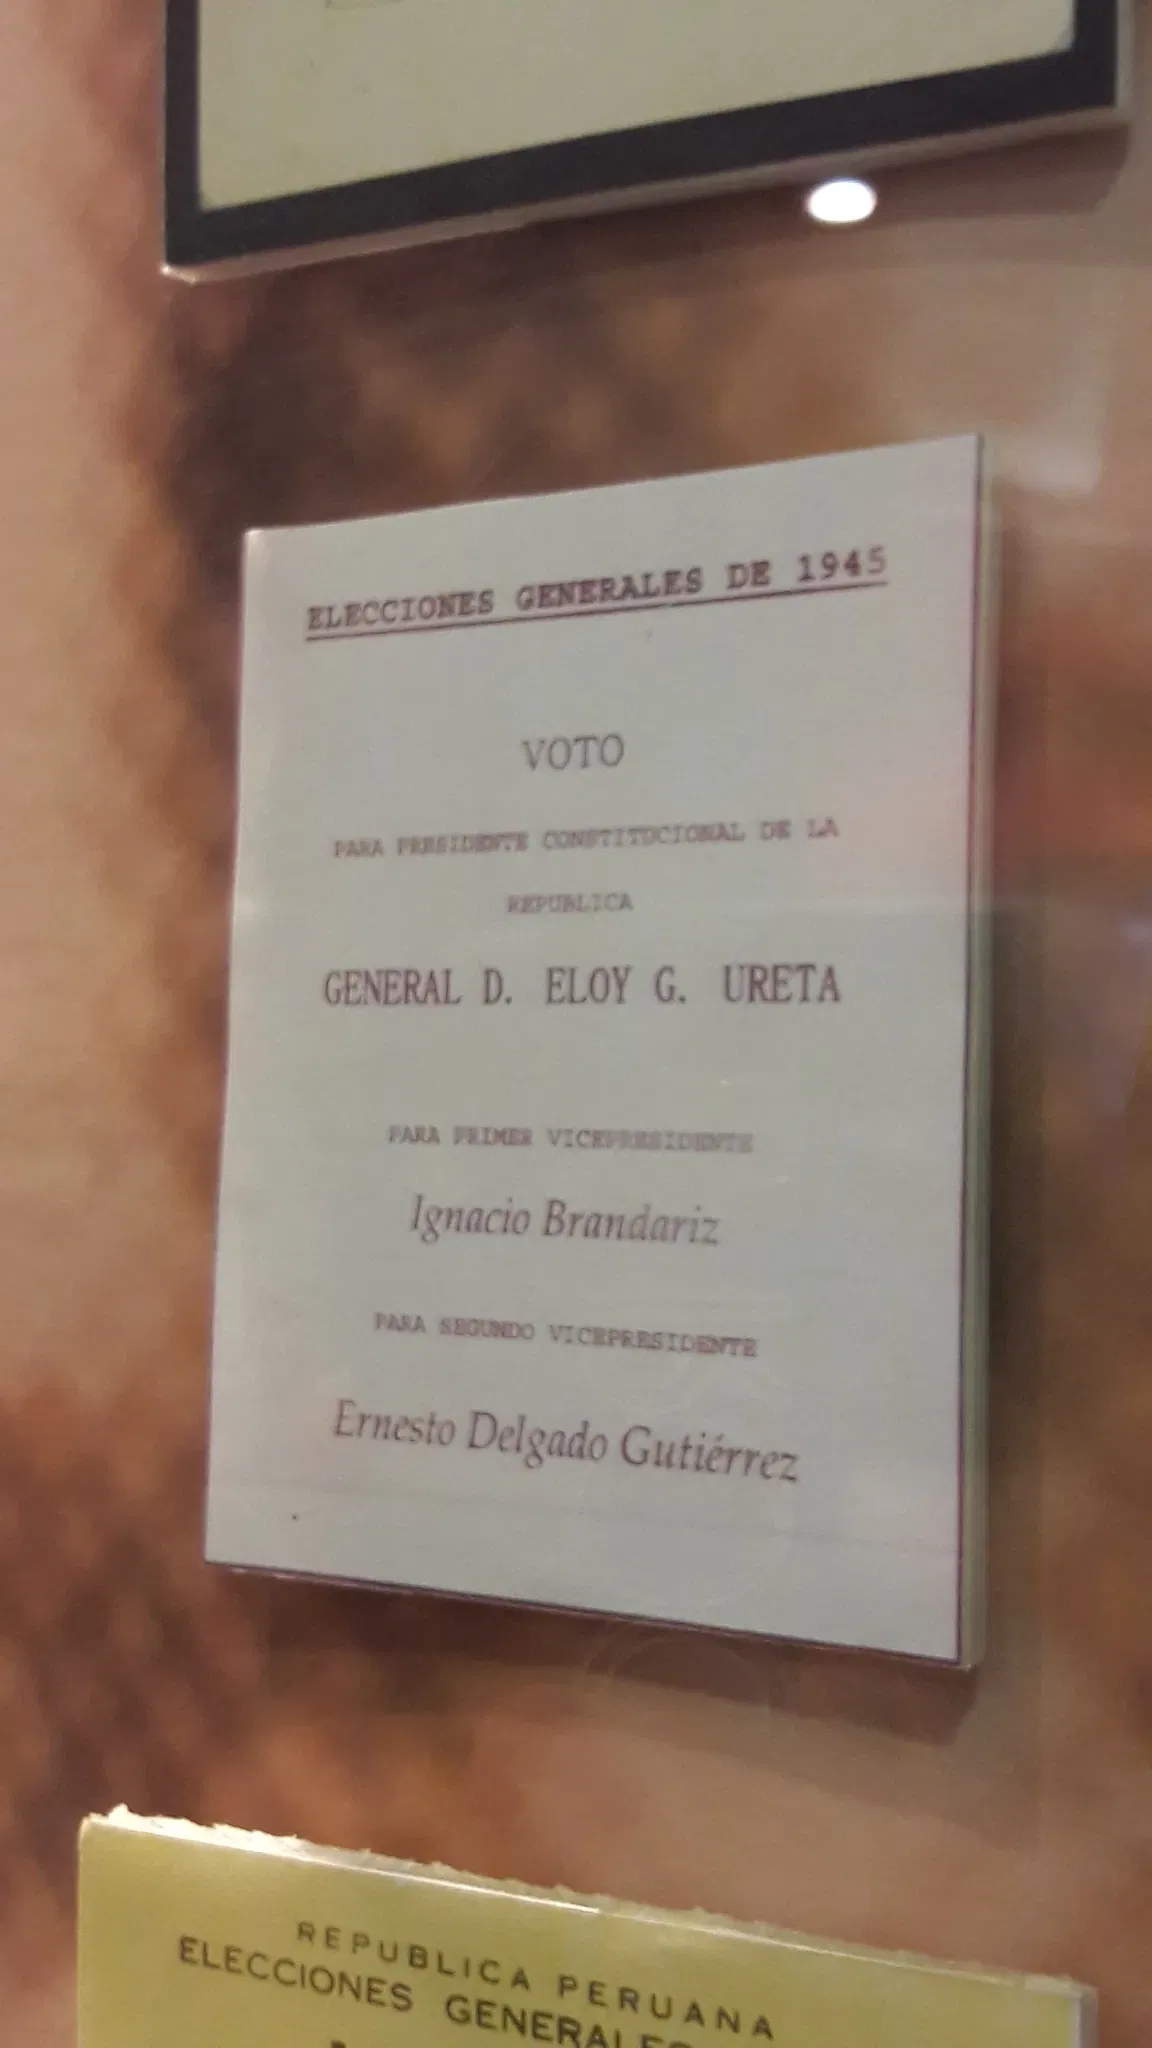 ELECCIONES GENERALES DE 1945
VOTO
PARA PRESIDENTE CONSTITUCIONAL DE LA
REPUBLICA
GENERAL D. ELOY G. URETA
PARA PRIMER VICEPRESIDENTE
Ignacio Brandariz
PARA SEGUNDO VICEPRESIDENTE
Ernesto Delgado Gutiérrez
REPUBLICA PERUANA
ELECCIONES GENERALES